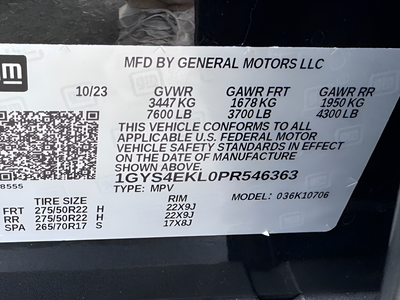 gm
MFD BY GENERAL MOTORS LLC
10/23 GVWR GAWR FRT GAWR RR
3447 KG 1678 KG 1950 KG
7600 LB 3700 LB 4300 LB
THIS VEHICLE CONFORMS TO ALL
APPLICABLE U.S. FEDERAL MOTOR
VEHICLE SAFETY STANDARDS IN EFFECT
ON THE DATE OF MANUFACTURE
SHOWN ABOVE.
1GYS4EKL0PR546363
8555 TYPE: MPV MODEL: 036K10706
TIRE SIZE RIM
FRT 275/50R22 H 22X9J
RR 275/50R22 H 22X9J
SPA 265/70R17 S 17X8J